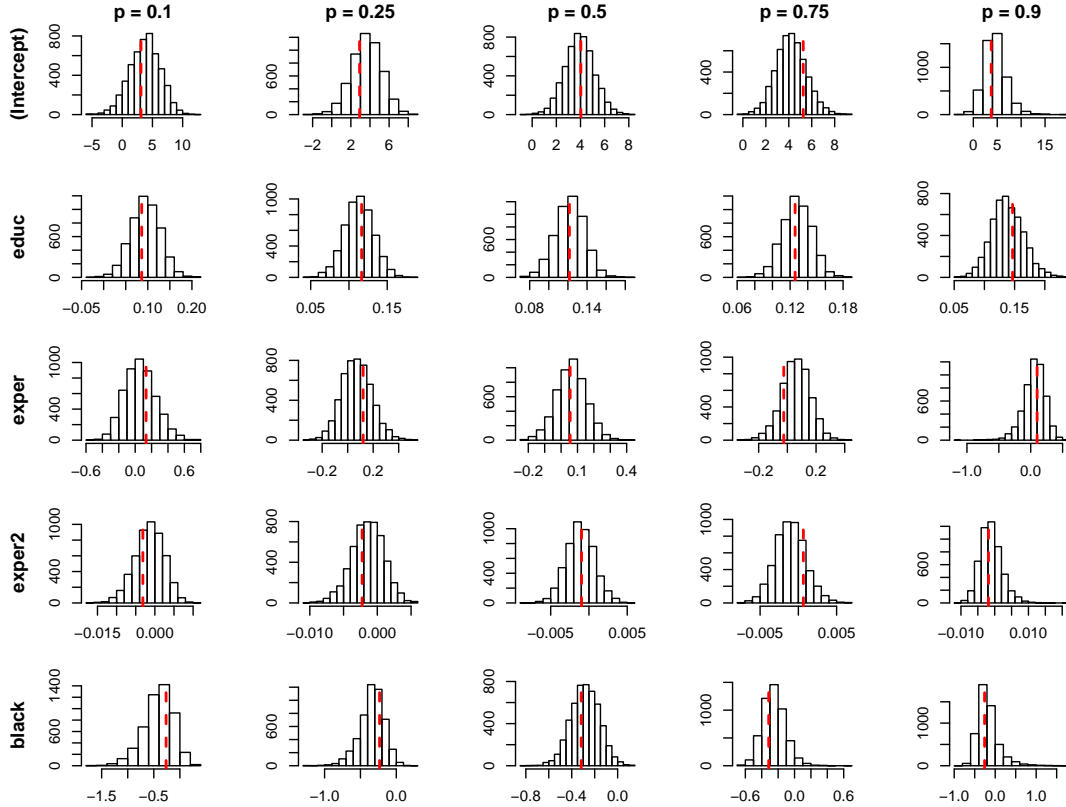 p = 0.1 p = 0.25 p = 0.5 p = 0.75 p = 0.9
(Intercept)
0 400 800
−5 0 5 10
0 600
−2 2 6
0 400 800
0 2 4 6 8
0 400
0 2 4 6 8
0 1000
0 5 15
educ
0 600
−0.05 0.10 0.20
0 400 1000
0.05 0.15
0 600
0.08 0.14
0 600
0.06 0.12 0.18
0 400 800
0.05 0.15
exper
0 400 1000
−0.6 0.0 0.6
0 400 800
−0.2 0.2
0 600
−0.2 0.1 0.4
0 400 1000
−0.2 0.2
0 600
−1.0 0.0
exper2
0 400 1000
−0.015 0.000
0 400 800
−0.010 0.000
0 400 1000
−0.005 0.005
0 400 1000
−0.005 0.005
0 600
−0.010 0.010
black
0 600 1400
−1.5 −0.5
0 600
−1.0 0.0
0 400 800
−0.8 −0.4 0.0
0 1000
−0.6 0.0 0.6
0 1000
−1.0 0.0 1.0